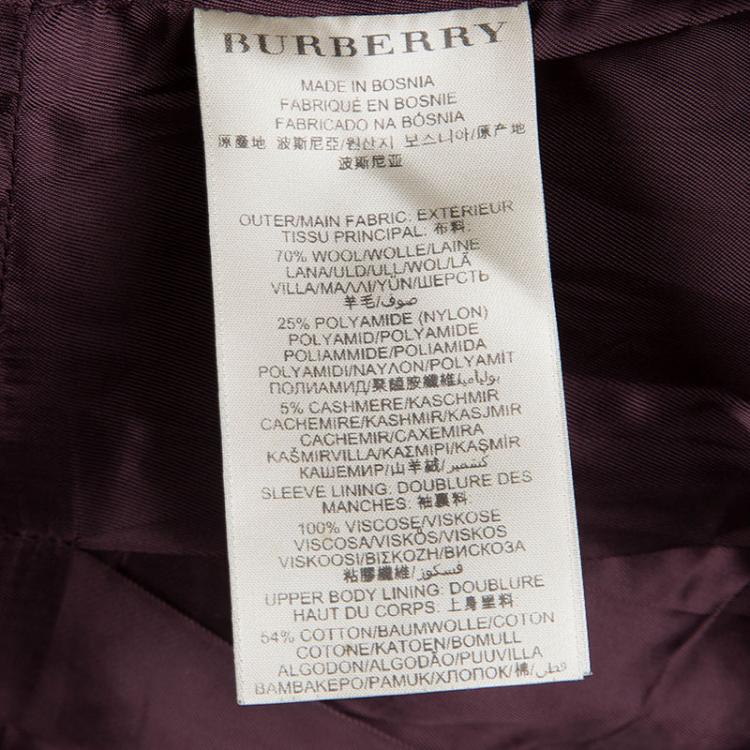 BURBERRY
MADE IN BOSNIA
FABRIQUÉ EN BOSNIE
FABRICADO NA BÓSNIA
原產地 波斯尼亞/원산지 보스니아/原产地
波斯尼亚
OUTER/MAIN FABRIC: EXTÉRIEUR
TISSU PRINCIPAL: 布料:
70% WOOL/WOLLE/LAINE
LANA/ULD/ULL/WOL/LÃ
VILLA/ΜΑΛΛΙ/YÜN/ШЕРСТЬ
羊毛/صوف/
25% POLYAMIDE (NYLON)
POLYAMID/POLYAMIDE
POLIAMMIDE/POLIAMIDA
POLYAMIDI/ΝΑΥΛΟΝ/POLYAMIT
ПОЛИАМИД/聚醯胺纖維/بولياميد
5% CASHMERE/KASCHMIR
CACHEMIRE/KASHMIR/KASJMIR
CACHEMIR/CAXEMIRA
KAŠMIRVILLA/ΚΑΣΜΙΡΙ/KAŞMİR
КАШЕМИР/山羊絨/كشمير
SLEEVE LINING: DOUBLURE DES
MANCHES: 袖裏料:
100% VISCOSE/VISKOSE
VISCOSA/VISKÓS/VISKOS
VISKOOSI/ΒΙΣΚΟΖΗ/ВИСКОЗА
粘膠纖維/فسكوز/
UPPER BODY LINING: DOUBLURE
HAUT DU CORPS: 上身里料:
54% COTTON/BAUMWOLLE/COTON
COTONE/KATOEN/BOMULL
ALGODON/ALGODÃO/PUUVILLA
ΒΑΜΒΑΚΕΡΟ/PAMUK/ХЛОПОК/棉/قطن/